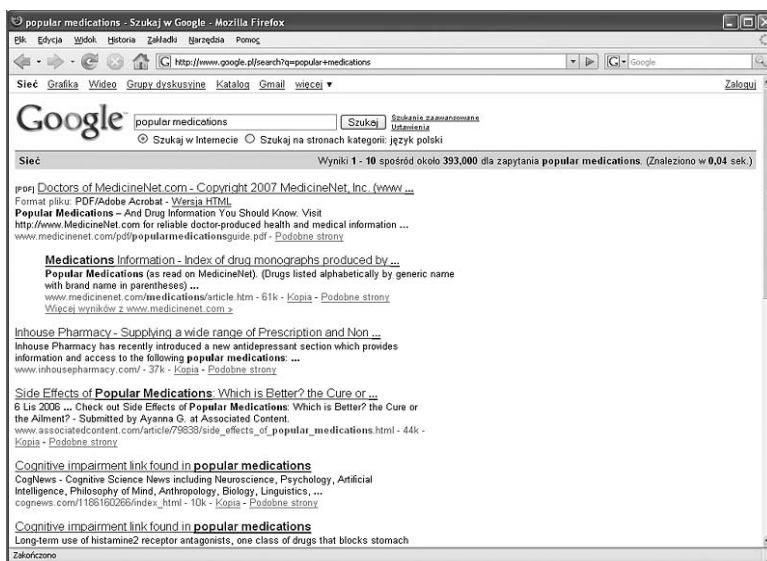 popular medications - Szukaj w Google - Mozilla Firefox
Plik Edycja Widok Historia Zakładki Narzędzia Pomoc
http://www.google.pl/search?q=popular+medications
Google
Sieć Grafika Wideo Grupy dyskusyjne Katalog Gmail więcej ▼ Zaloguj
Google popular medications Szukaj Szukanie zaawansowane
Ustawienia
Szukaj w Internecie Szukaj na stronach kategorii: język polski
Sieć Wyniki 1 - 10 spośród około 393,000 dla zapytania popular medications. (Znaleziono w 0,04 sek.)
[PDF] Doctors of MedicineNet.com - Copyright 2007 MedicineNet, Inc. (www ...
Format pliku: PDF/Adobe Acrobat - Wersja HTML
Popular Medications – And Drug Information You Should Know. Visit
http://www.MedicineNet.com for reliable doctor-produced health and medical information ...
www.medicinenet.com/pdf/popularmedicationsguide.pdf - Podobne strony
Medications Information - Index of drug monographs produced by ...
Popular Medications (as read on MedicineNet). (Drugs listed alphabetically by generic name
with brand name in parentheses) ...
www.medicinenet.com/medications/article.htm - 61k - Kopia - Podobne strony
Więcej wyników z www.medicinenet.com »
Inhouse Pharmacy - Supplying a wide range of Prescription and Non ...
Inhouse Pharmacy has recently introduced a new antidepressant section which provides
information and access to the following popular medications: ...
www.inhousepharmacy.com/ - 37k - Kopia - Podobne strony
Side Effects of Popular Medications: Which is Better? the Cure or ...
6 Lis 2006 ... Check out Side Effects of Popular Medications: Which is Better? the Cure or
the Ailment? - Submitted by Ayanna G. at Associated Content.
www.associatedcontent.com/article/79838/side_effects_of_popular_medications.html - 44k -
Kopia - Podobne strony
Cognitive impairment link found in popular medications
CogNews - Cognitive Science News including Neuroscience, Psychology, Artificial
Intelligence, Philosophy of Mind, Anthropology, Biology, Linguistics, ...
cognews.com/1186160266/index_html - 10k - Kopia - Podobne strony
Cognitive impairment link found in popular medications
Long-term use of histamine2 receptor antagonists, one class of drugs that blocks stomach
Zakończono